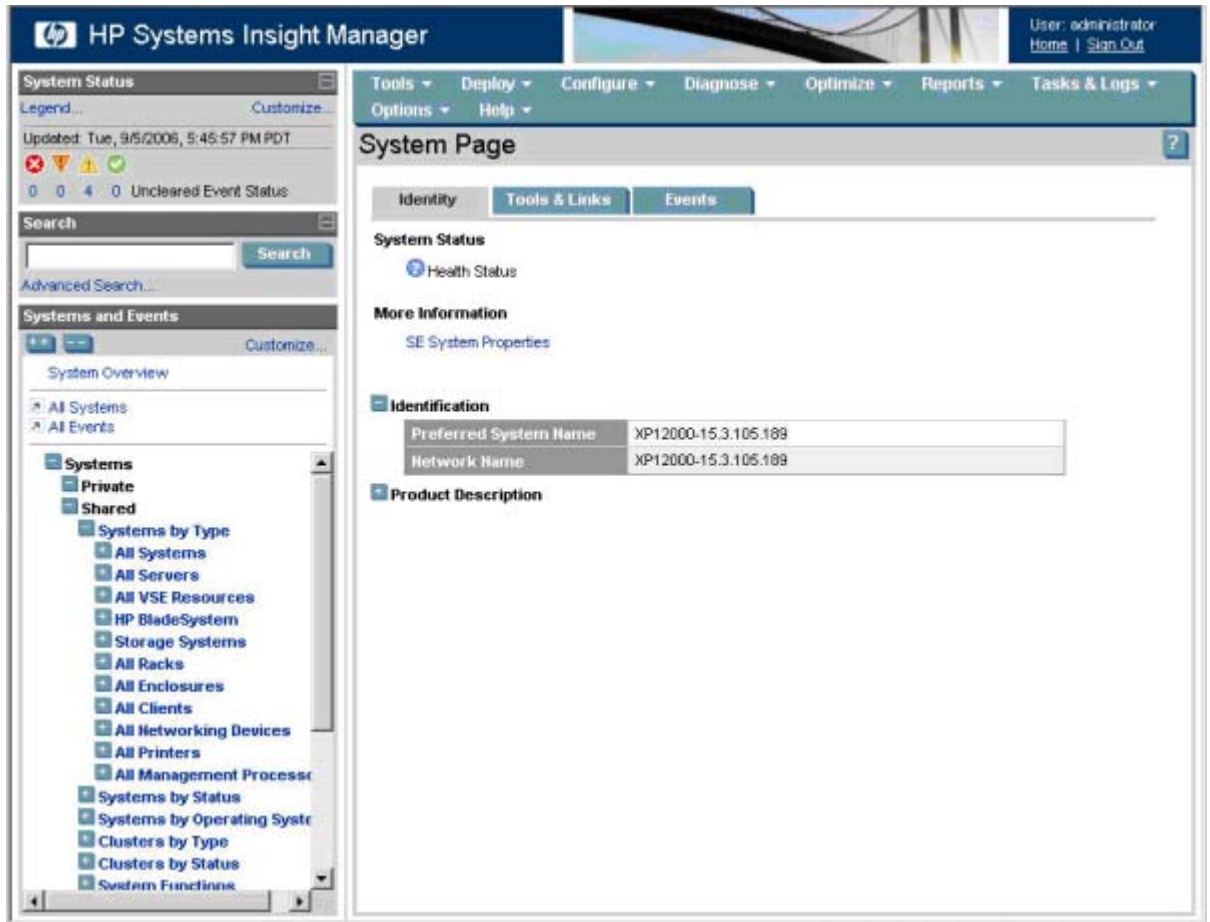 hp HP Systems Insight Manager
User: administrator
Home | Sign Out
System Status
Legend... Customize...
Updated: Tue, 9/5/2006, 5:45:57 PM PDT
0 0 4 0 Uncleared Event Status
Search
Search
Advanced Search...
Systems and Events
Customize...
System Overview
All Systems
All Events
Systems
Private
Shared
Systems by Type
All Systems
All Servers
All VSE Resources
HP BladeSystem
Storage Systems
All Racks
All Enclosures
All Clients
All Networking Devices
All Printers
All Management Process
Systems by Status
Systems by Operating Syste
Clusters by Type
Clusters by Status
System Functions
Tools Deploy Configure Diagnose Optimize Reports Tasks & Logs
Options Help
System Page ?
Identity Tools & Links Events
System Status
? Health Status
More Information
SE System Properties
Identification
Preferred System Name XP12000-15.3.105.189
Network Name XP12000-15.3.105.189
Product Description